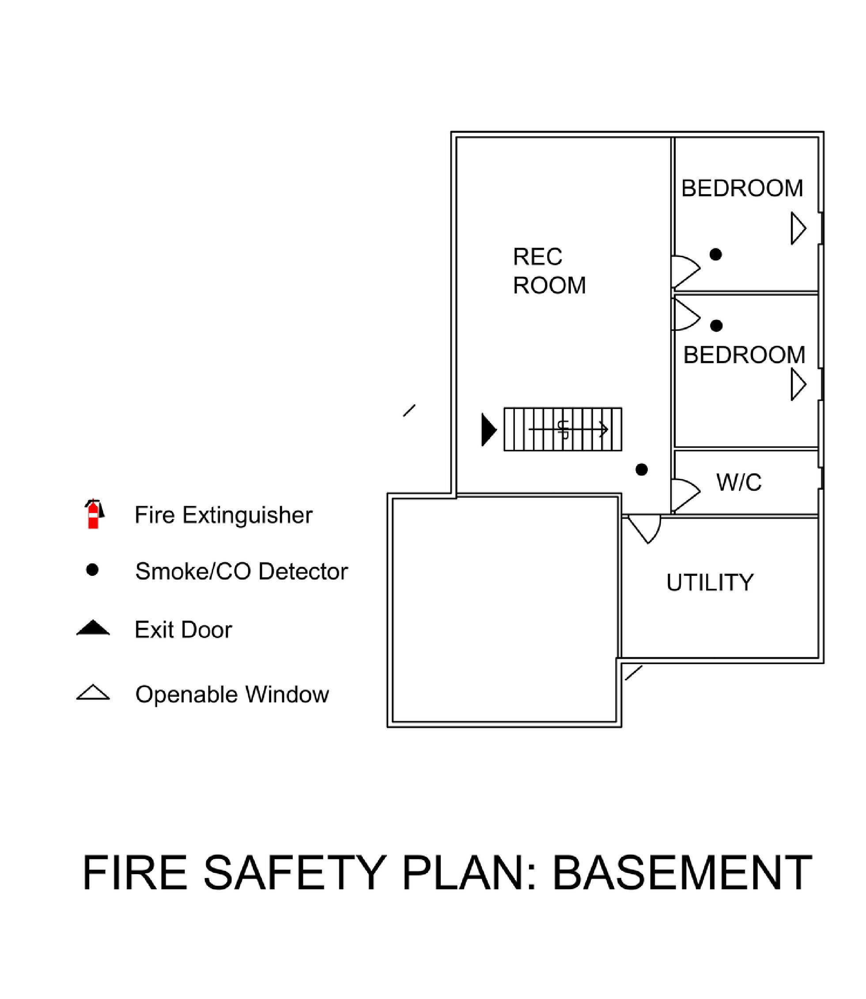 BEDROOM
REC
ROOM
BEDROOM
UP
W/C
Fire Extinguisher
Smoke/CO Detector
UTILITY
Exit Door
Openable Window
FIRE SAFETY PLAN: BASEMENT